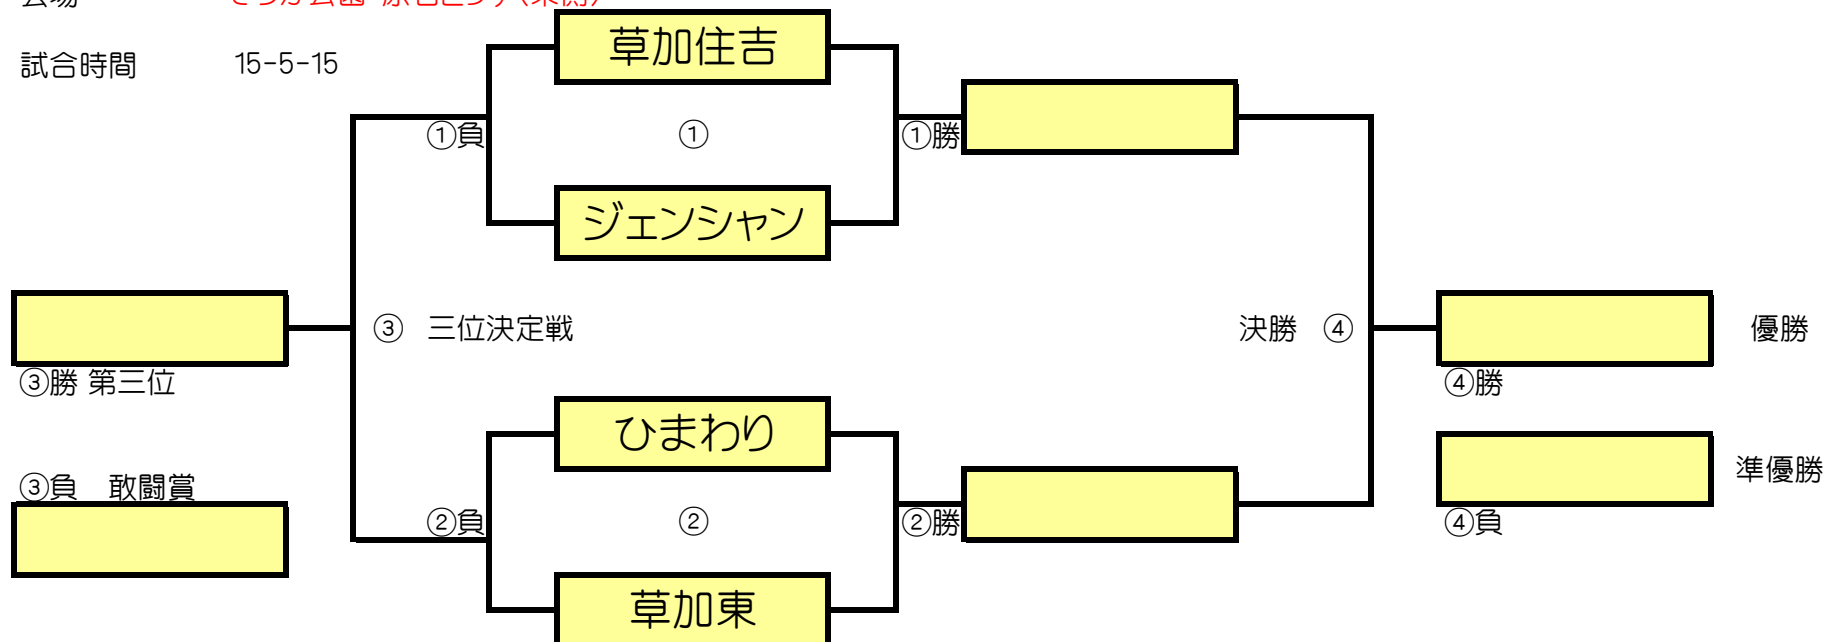 草加住吉
試合時間 15-5-15
①負 ① ①勝
ジェンシャン
③ 三位決定戦 決勝 ④ 優勝
③勝 第三位 ④勝
ひまわり
準優勝
③負 敢闘賞
②負 ② ②勝 ④負
草加東